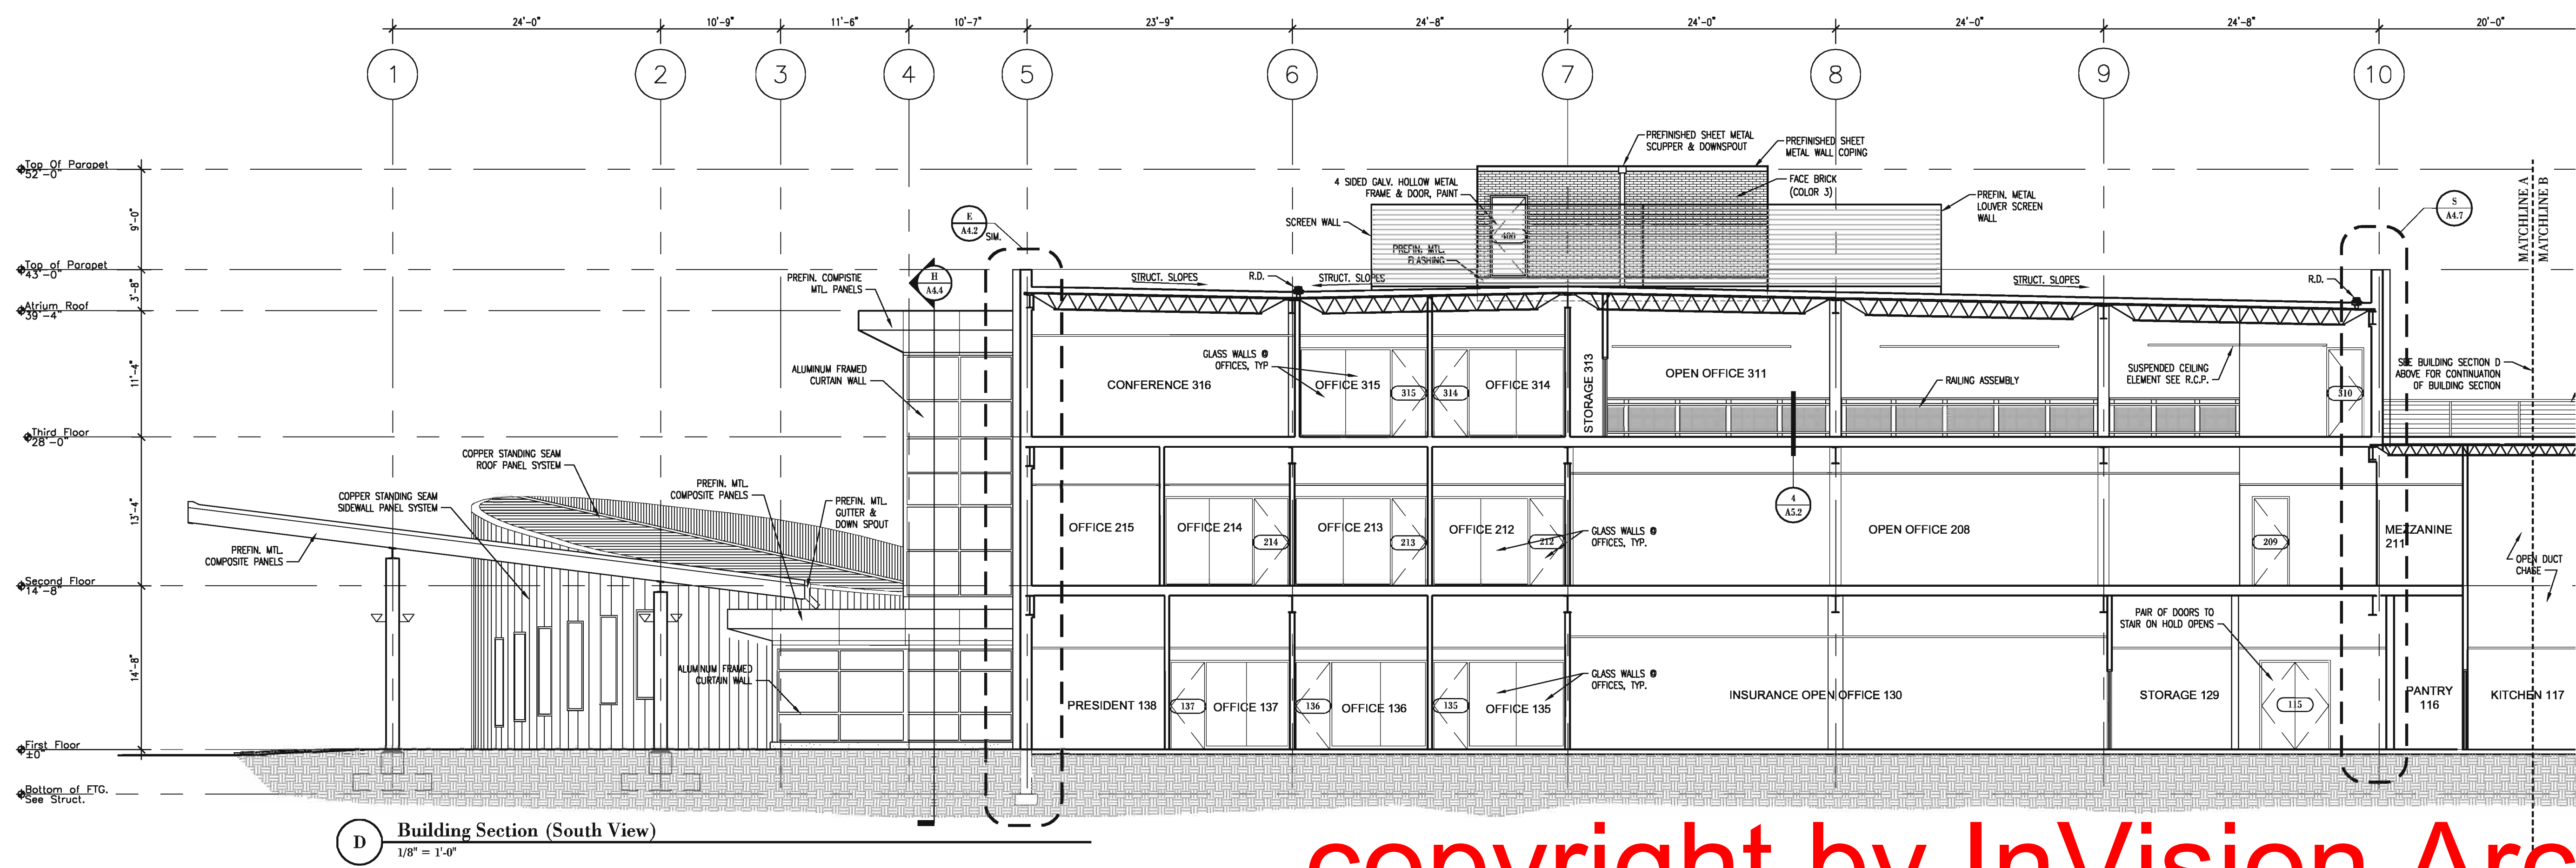 24'-0"
10'-9"
11'-6"
10'-7"
23'-9"
24'-8"
24'-0"
24'-0"
24'-8"
20'-0"
1
2
3
4
5
6
7
8
9
10
Top Of Parapet
52'-0"
9'-0"
Top of Parapet
43'-0"
3'-8"
Atrium Roof
39'-4"
11'-4"
Third Floor
28'-0"
13'-4"
Second Floor
14'-8"
14'-8"
First Floor
±0"
Bottom of FTG.
See Struct.
PREFINISHED SHEET METAL
SCUPPER & DOWNSPOUT
PREFINISHED SHEET
METAL WALL COPING
4 SIDED GALV. HOLLOW METAL
FRAME & DOOR, PAINT
FACE BRICK
(COLOR 3)
PREFIN. METAL
LOUVER SCREEN
WALL
SCREEN WALL
400
PREFIN. MTL.
FLASHING
E
A4.2
SIM.
S
A4.7
MATCHLINE A
MATCHLINE B
H
A4.4
PREFIN. COMPISTIE
MTL. PANELS
STRUCT. SLOPES
R.D.
STRUCT. SLOPES
STRUCT. SLOPES
R.D.
ALUMINUM FRAMED
CURTAIN WALL
GLASS WALLS @
OFFICES, TYP
CONFERENCE 316
OFFICE 315
315
314
OFFICE 314
STORAGE 313
OPEN OFFICE 311
RAILING ASSEMBLY
SUSPENDED CEILING
ELEMENT SEE R.C.P.
310
SEE BUILDING SECTION D
ABOVE FOR CONTINUATION
OF BUILDING SECTION
COPPER STANDING SEAM
ROOF PANEL SYSTEM
COPPER STANDING SEAM
SIDEWALL PANEL SYSTEM
PREFIN. MTL.
COMPOSITE PANELS
PREFIN. MTL.
GUTTER &
DOWN SPOUT
PREFIN. MTL.
COMPOSITE PANELS
OFFICE 215
OFFICE 214
214
OFFICE 213
213
OFFICE 212
212
GLASS WALLS @
OFFICES, TYP.
4
A5.2
OPEN OFFICE 208
209
MEZZANINE
211
OPEN DUCT
CHASE
PAIR OF DOORS TO
STAIR ON HOLD OPENS
ALUMINUM FRAMED
CURTAIN WALL
PRESIDENT 138
137
OFFICE 137
136
OFFICE 136
135
OFFICE 135
GLASS WALLS @
OFFICES, TYP.
INSURANCE OPEN OFFICE 130
STORAGE 129
115
PANTRY
116
KITCHEN 117
D
Building Section (South View)
1/8" = 1'-0"
copyright by InVision Arc